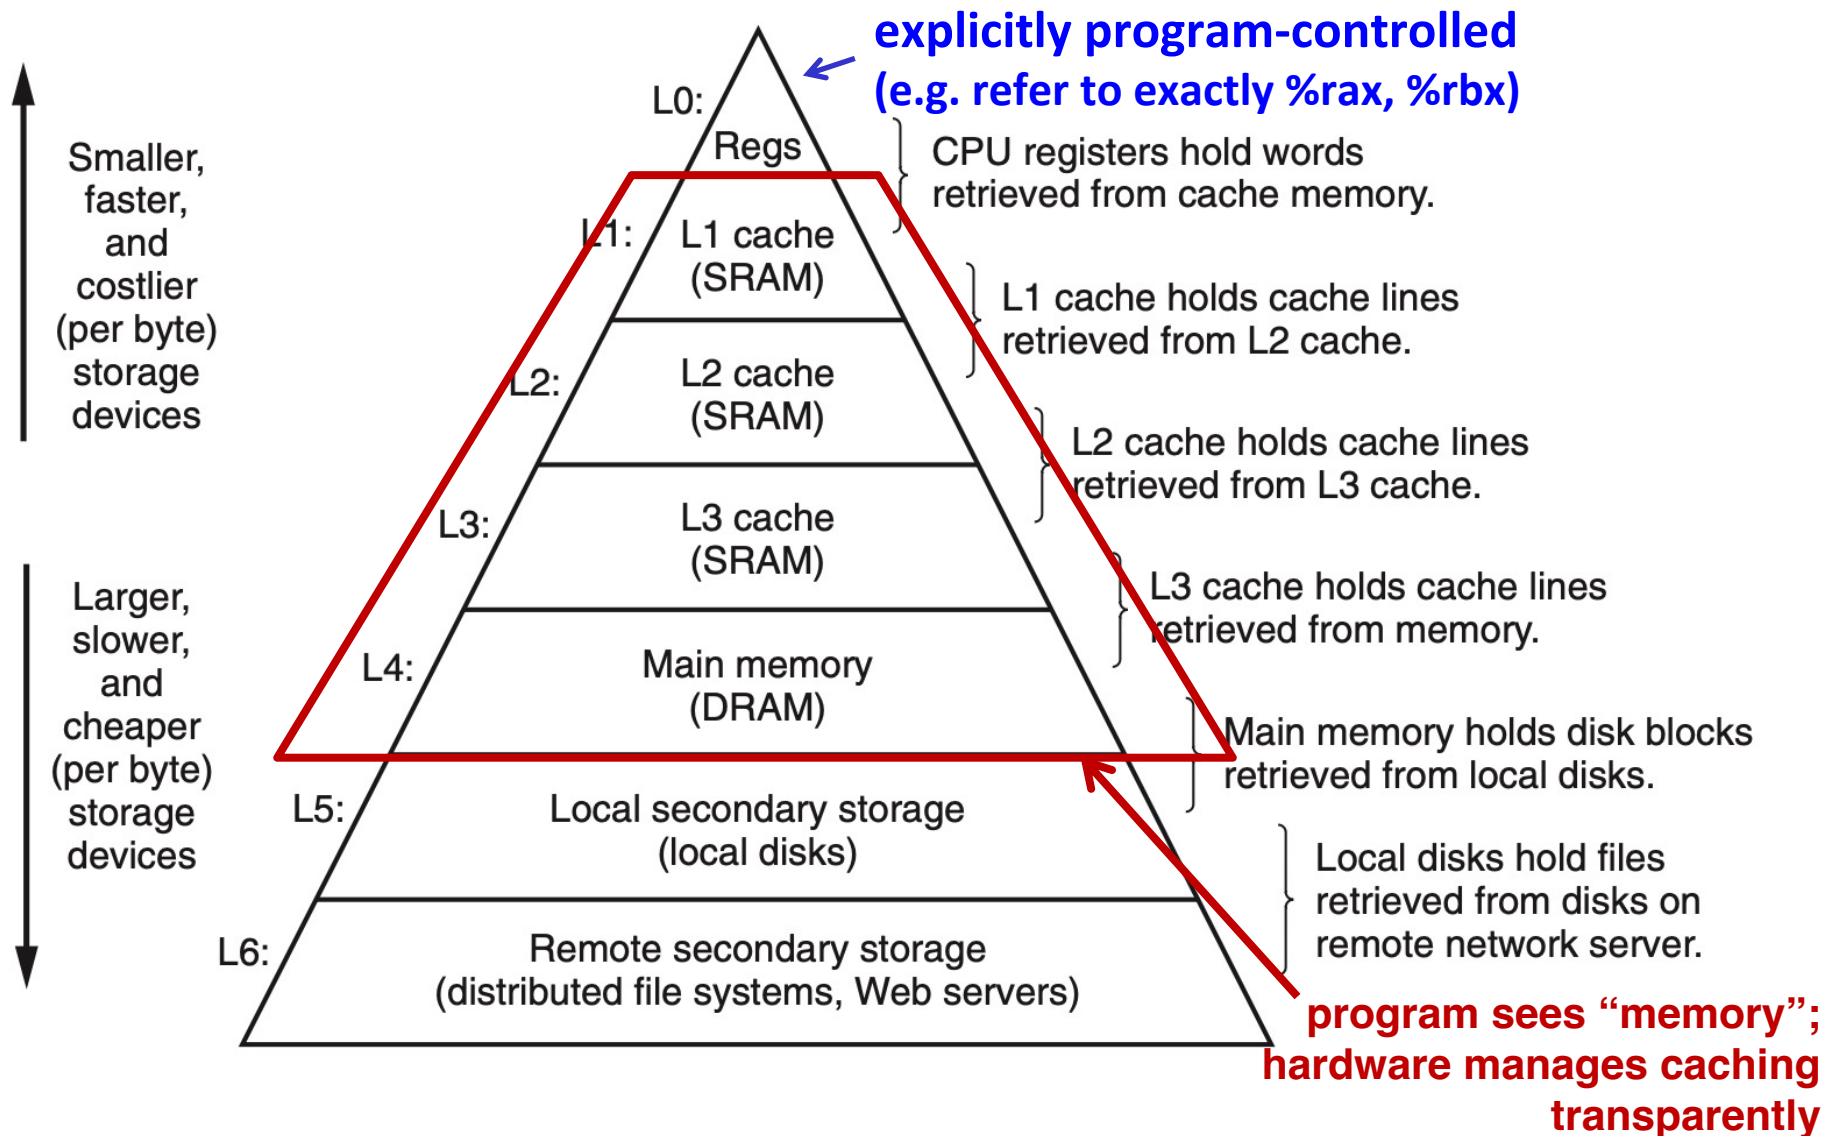 explicitly program-controlled
(e.g. refer to exactly %rax, %rbx)
L0:
Regs
CPU registers hold words
retrieved from cache memory.
Smaller,
faster,
and
costlier
(per byte)
storage
devices
L1:
L1 cache
(SRAM)
L1 cache holds cache lines
retrieved from L2 cache.
L2:
L2 cache
(SRAM)
L2 cache holds cache lines
retrieved from L3 cache.
L3:
L3 cache
(SRAM)
L3 cache holds cache lines
retrieved from memory.
Larger,
slower,
and
cheaper
(per byte)
storage
devices
L4:
Main memory
(DRAM)
Main memory holds disk blocks
retrieved from local disks.
L5:
Local secondary storage
(local disks)
Local disks hold files
retrieved from disks on
remote network server.
L6:
Remote secondary storage
(distributed file systems, Web servers)
program sees “memory”;
hardware manages caching
transparently